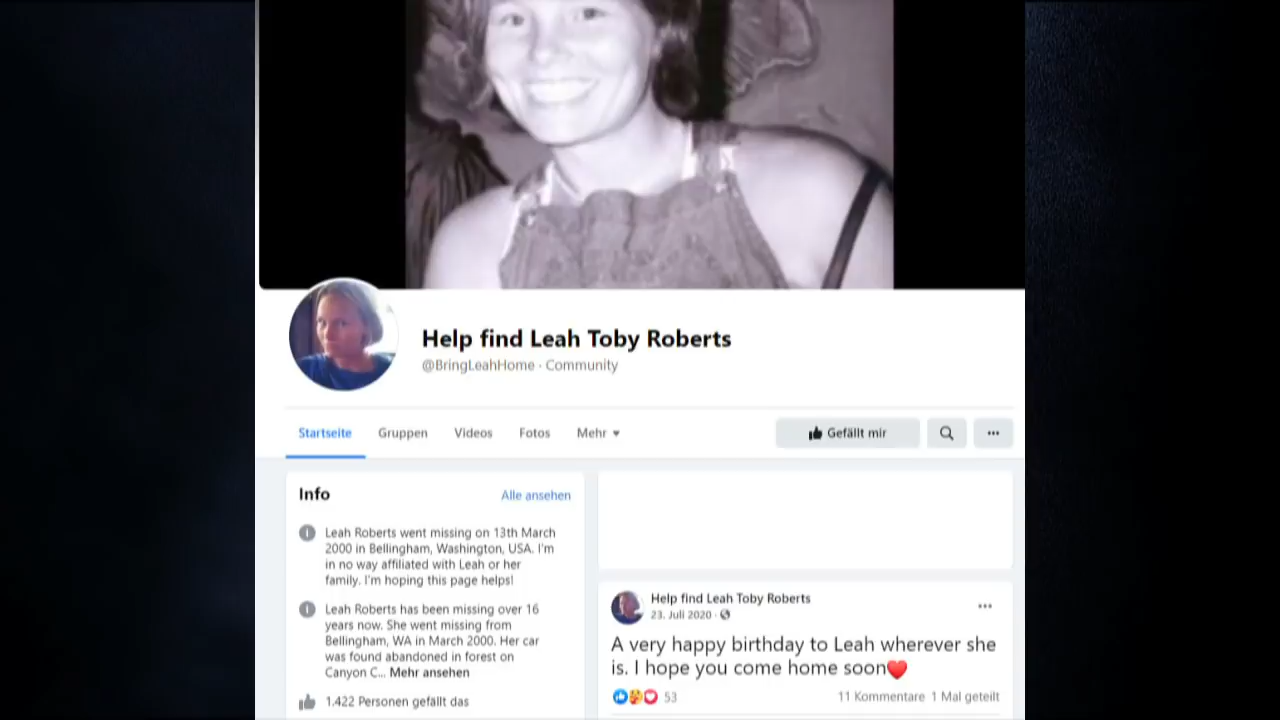 Help find Leah Toby Roberts
@BringLeahHome · Community
Startseite Gruppen Videos Fotos Mehr Gefällt mir
Info Alle ansehen
Leah Roberts went missing on 13th March
2000 in Bellingham, Washington, USA. I'm
in no way affiliated with Leah or her
family. I'm hoping this page helps!
Leah Roberts has been missing over 16
years now. She went missing from
Bellingham, WA in March 2000. Her car
was found abandoned in forest on
Canyon C... Mehr ansehen
1.422 Personen gefällt das
Help find Leah Toby Roberts
23. Juli 2020 ·
A very happy birthday to Leah wherever she
is. I hope you come home soon❤️
53 11 Kommentare 1 Mal geteilt